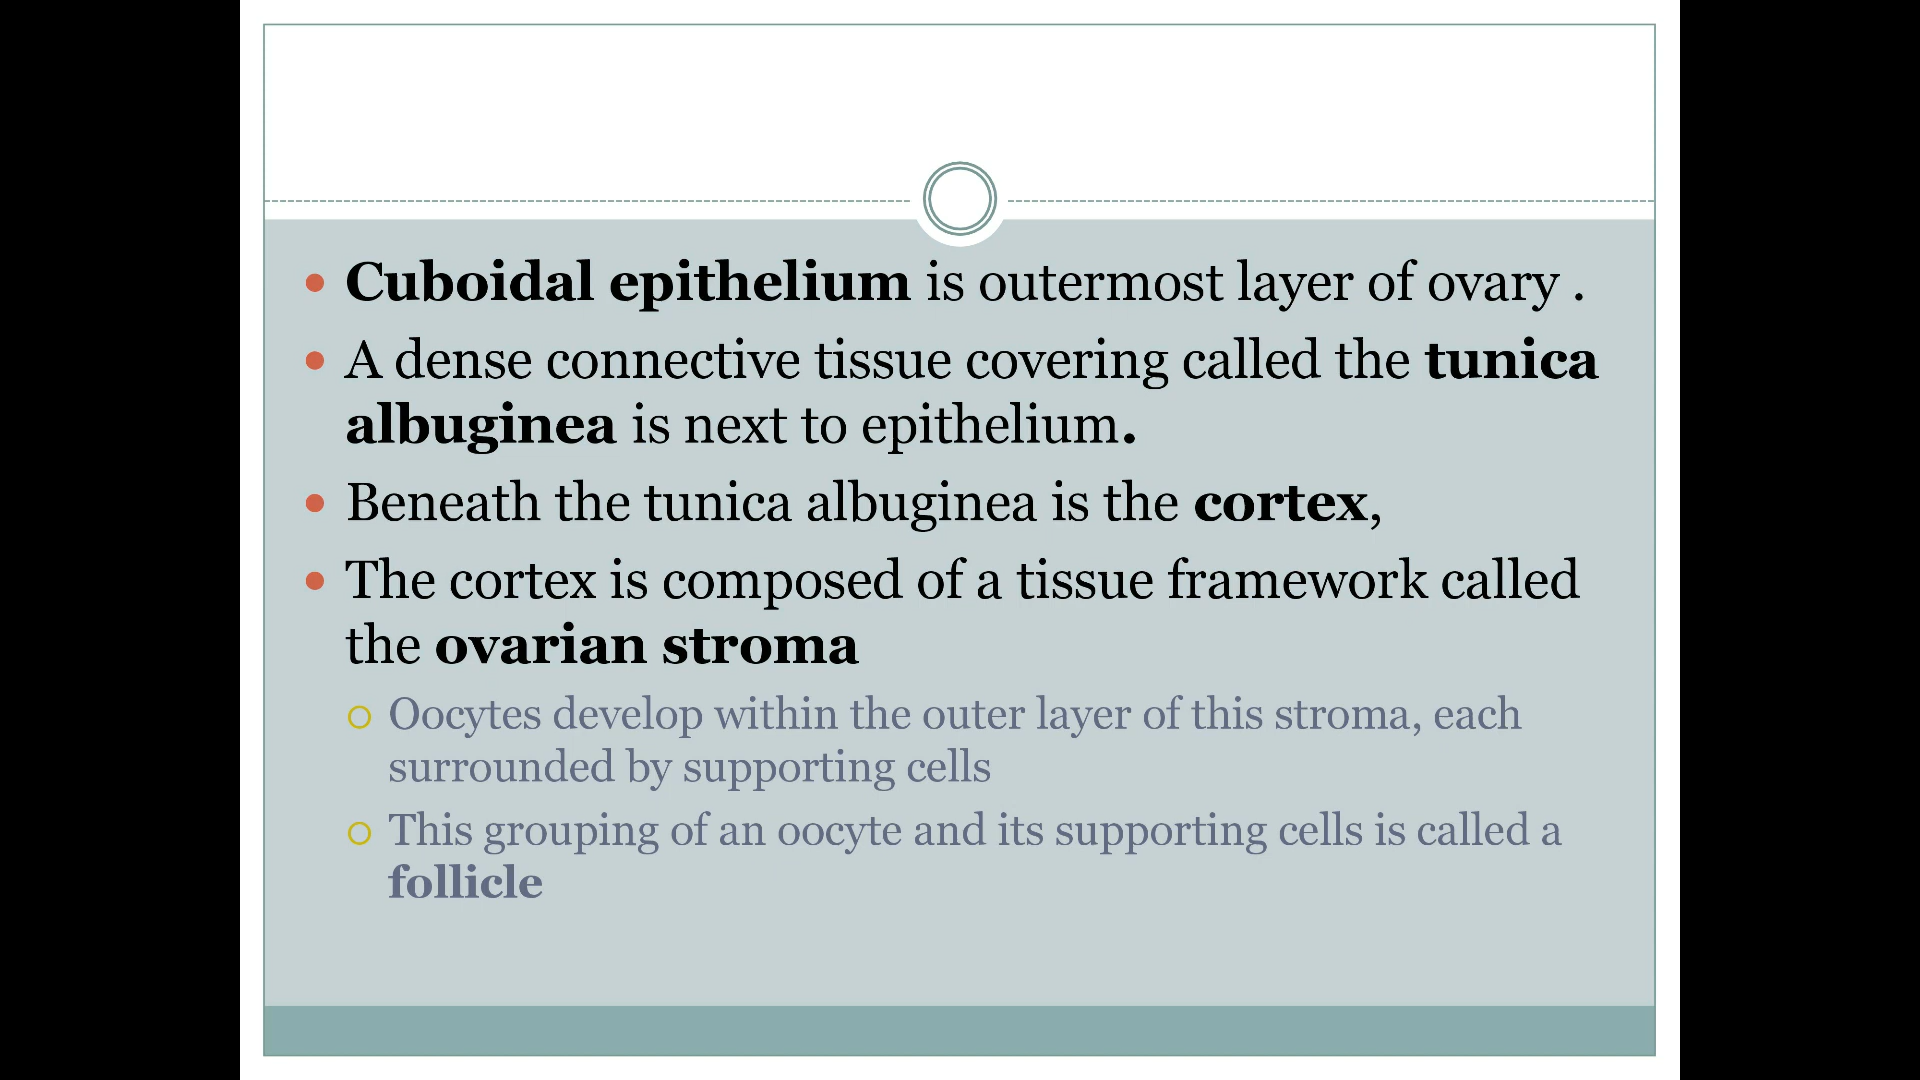 Cuboidal epithelium is outermost layer of ovary .
A dense connective tissue covering called the tunica
albuginea is next to epithelium.
Beneath the tunica albuginea is the cortex,
The cortex is composed of a tissue framework called
the ovarian stroma
Oocytes develop within the outer layer of this stroma, each
surrounded by supporting cells
This grouping of an oocyte and its supporting cells is called a
follicle